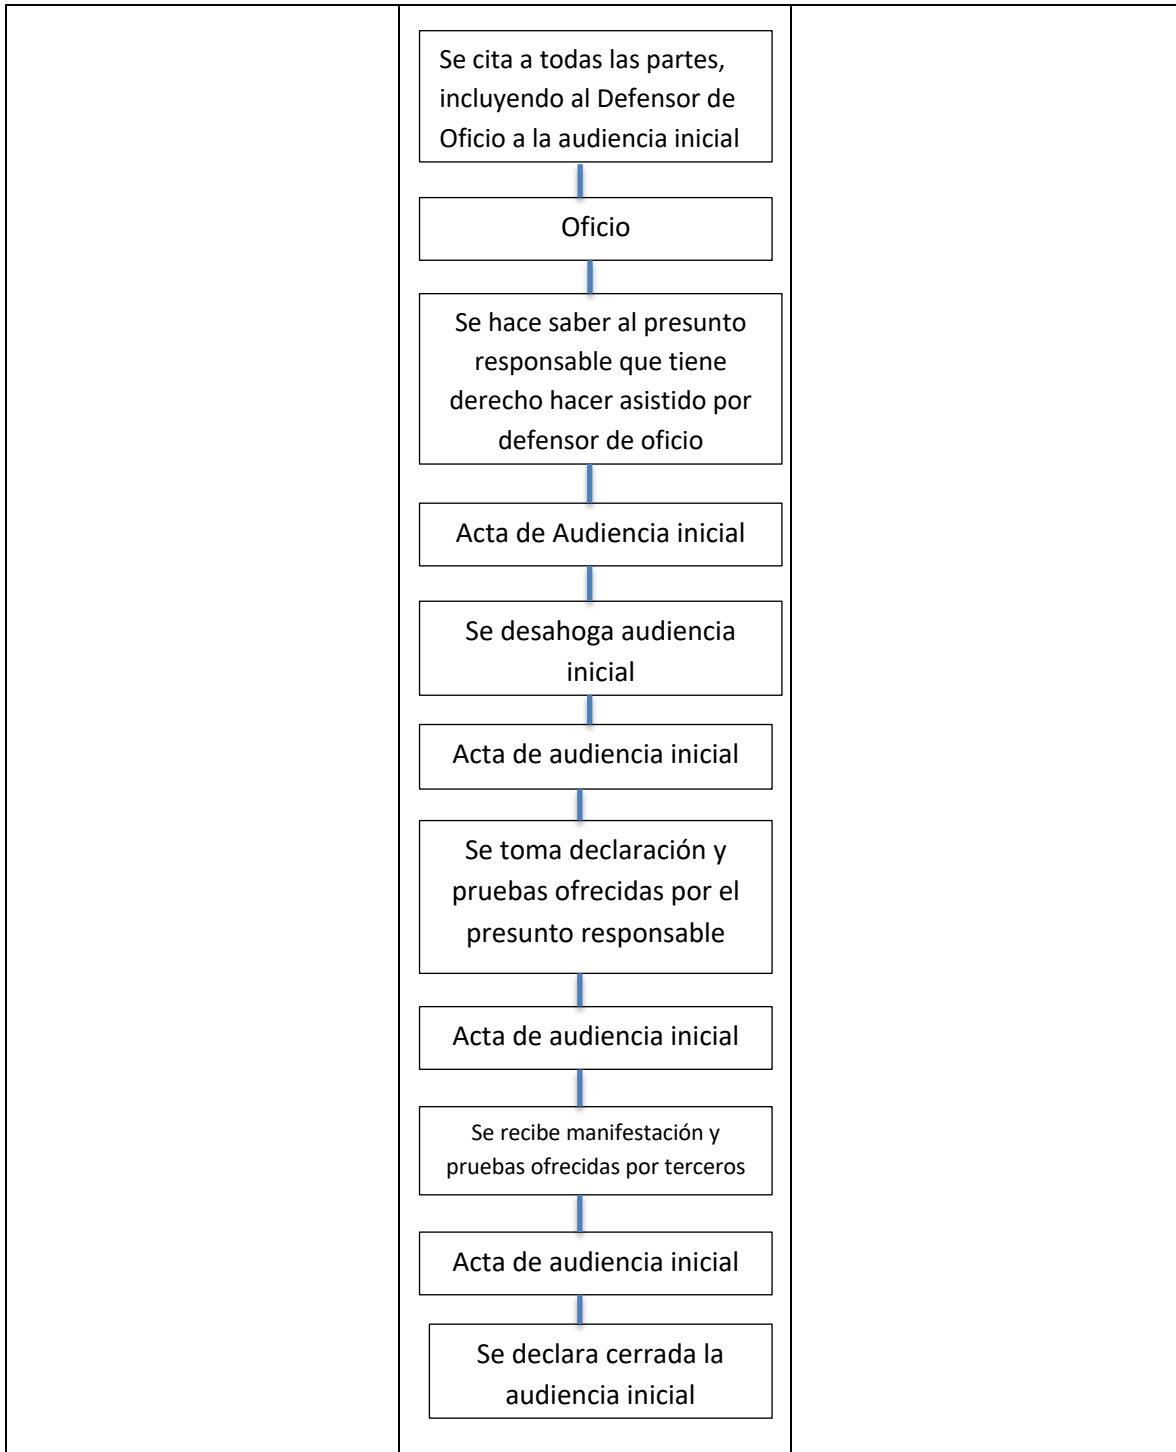 Se cita a todas las partes,
incluyendo al Defensor de
Oficio a la audiencia inicial
Oficio
Se hace saber al presunto
responsable que tiene
derecho hacer asistido por
defensor de oficio
Acta de Audiencia inicial
Se desahoga audiencia
inicial
Acta de audiencia inicial
Se toma declaración y
pruebas ofrecidas por el
presunto responsable
Acta de audiencia inicial
Se recibe manifestación y
pruebas ofrecidas por terceros
Acta de audiencia inicial
Se declara cerrada la
audiencia inicial